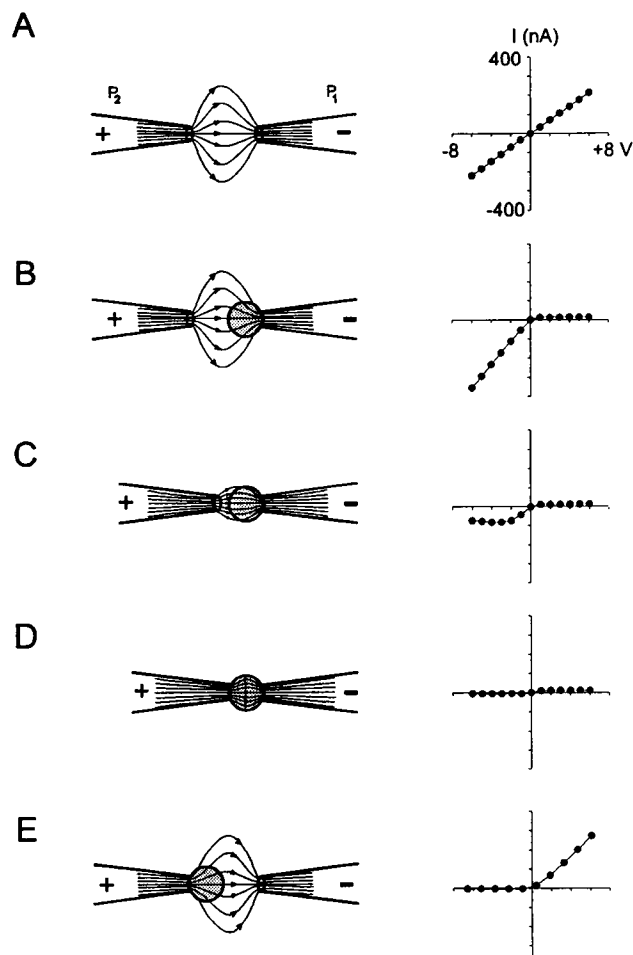 A
I (nA)
400
P₂ P₁
+ -
-8 +8 V
-400
B
+ -
C
+ -
D
+ -
E
+ -